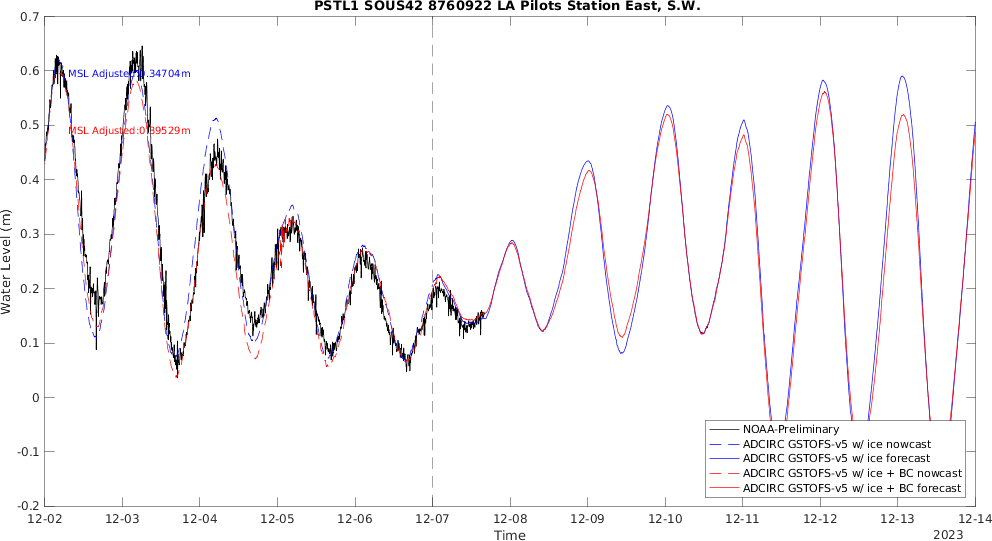 PSTL1 SOUS42 8760922 LA Pilots Station East, S.W.
0.7
0.6
0.5
0.4
0.3
0.2
0.1
0
-0.1
-0.2
Water Level (m)
MSL Adjusted:0.34704m
MSL Adjusted:0.39529m
NOAA-Preliminary
ADCIRC GSTOFS-v5 w/ ice nowcast
ADCIRC GSTOFS-v5 w/ ice forecast
ADCIRC GSTOFS-v5 w/ ice + BC nowcast
ADCIRC GSTOFS-v5 w/ ice + BC forecast
12-02 12-03 12-04 12-05 12-06 12-07 12-08 12-09 12-10 12-11 12-12 12-13 12-14
Time
2023